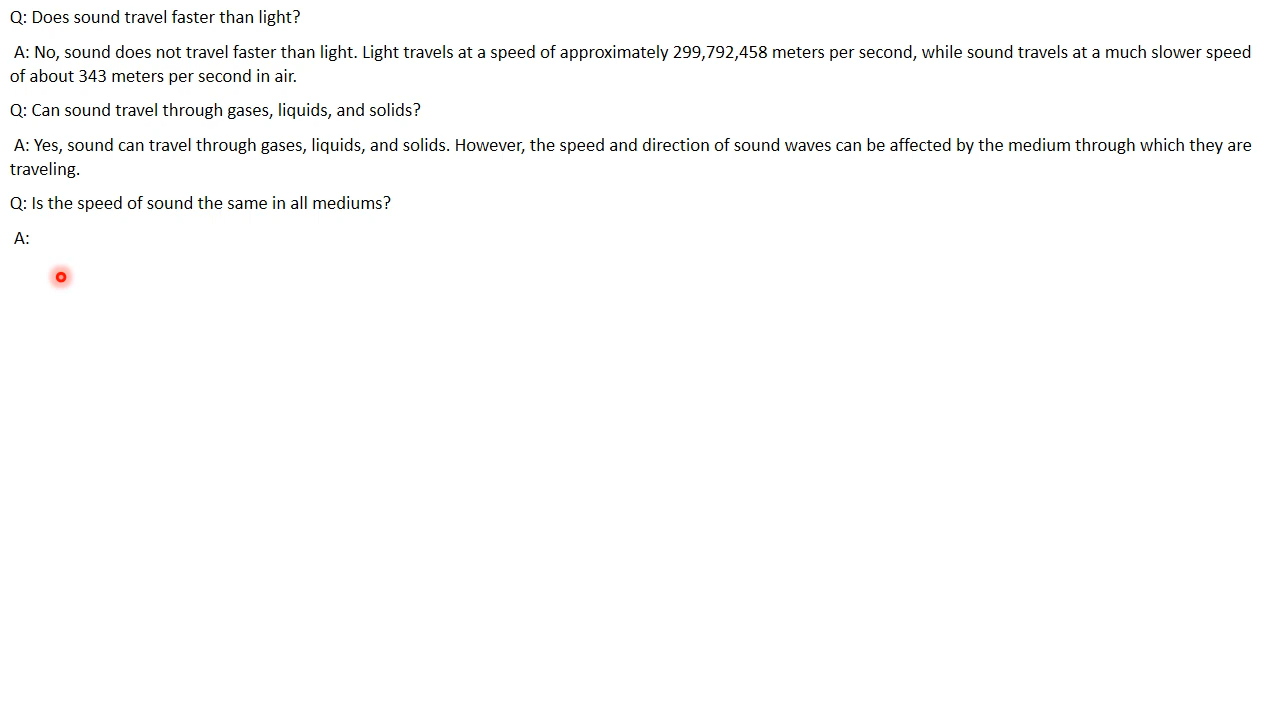 Q: Does sound travel faster than light?
A: No, sound does not travel faster than light. Light travels at a speed of approximately 299,792,458 meters per second, while sound travels at a much slower speed
of about 343 meters per second in air.
Q: Can sound travel through gases, liquids, and solids?
A: Yes, sound can travel through gases, liquids, and solids. However, the speed and direction of sound waves can be affected by the medium through which they are
traveling.
Q: Is the speed of sound the same in all mediums?
A: